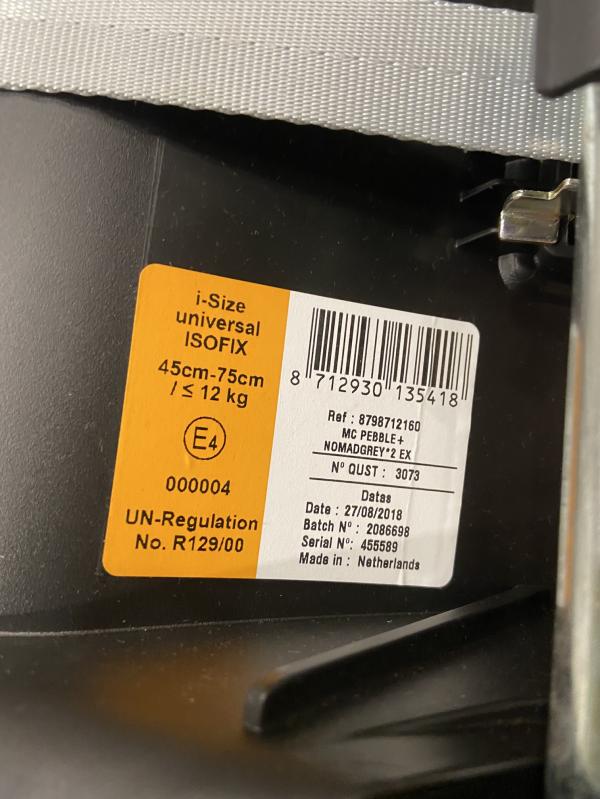 i-Size
universal
ISOFIX
45cm-75cm
/ ≤ 12 kg
E4
000004
UN-Regulation
No. R129/00
8 712930 135418
Ref : 8798712160
MC PEBBLE+
NOMADGREY*2 EX
N° QUST : 3073
Datas
Date : 27/08/2018
Batch N° : 2086698
Serial N°: 455589
Made in : Netherlands